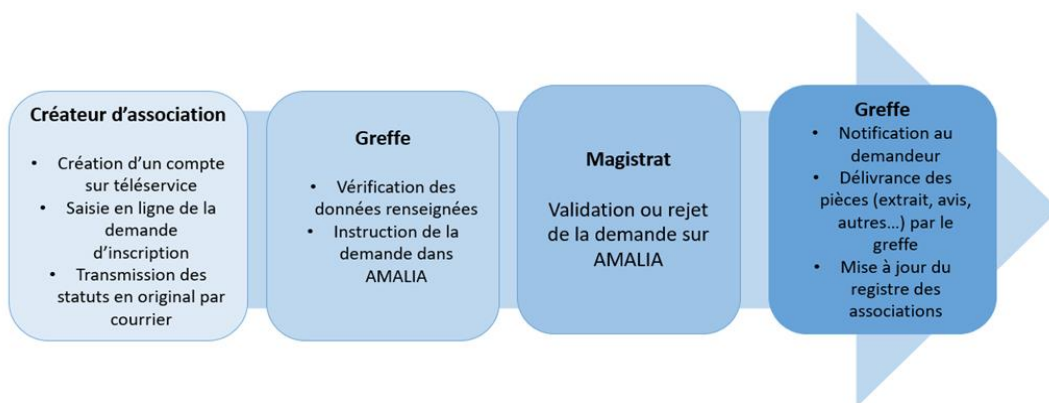 Créateur d'association
• Création d'un compte
sur téléservice
• Saisie en ligne de la
demande
d'inscription
• Transmission des
statuts en original par
courrier
Greffe
• Vérification des
données renseignées
• Instruction de la
demande dans
AMALIA
Magistrat
Validation ou rejet
de la demande sur
AMALIA
Greffe
• Notification au
demandeur
• Délivrance des
pièces (extrait, avis,
autres...) par le
greffe
• Mise à jour du
registre des
associations